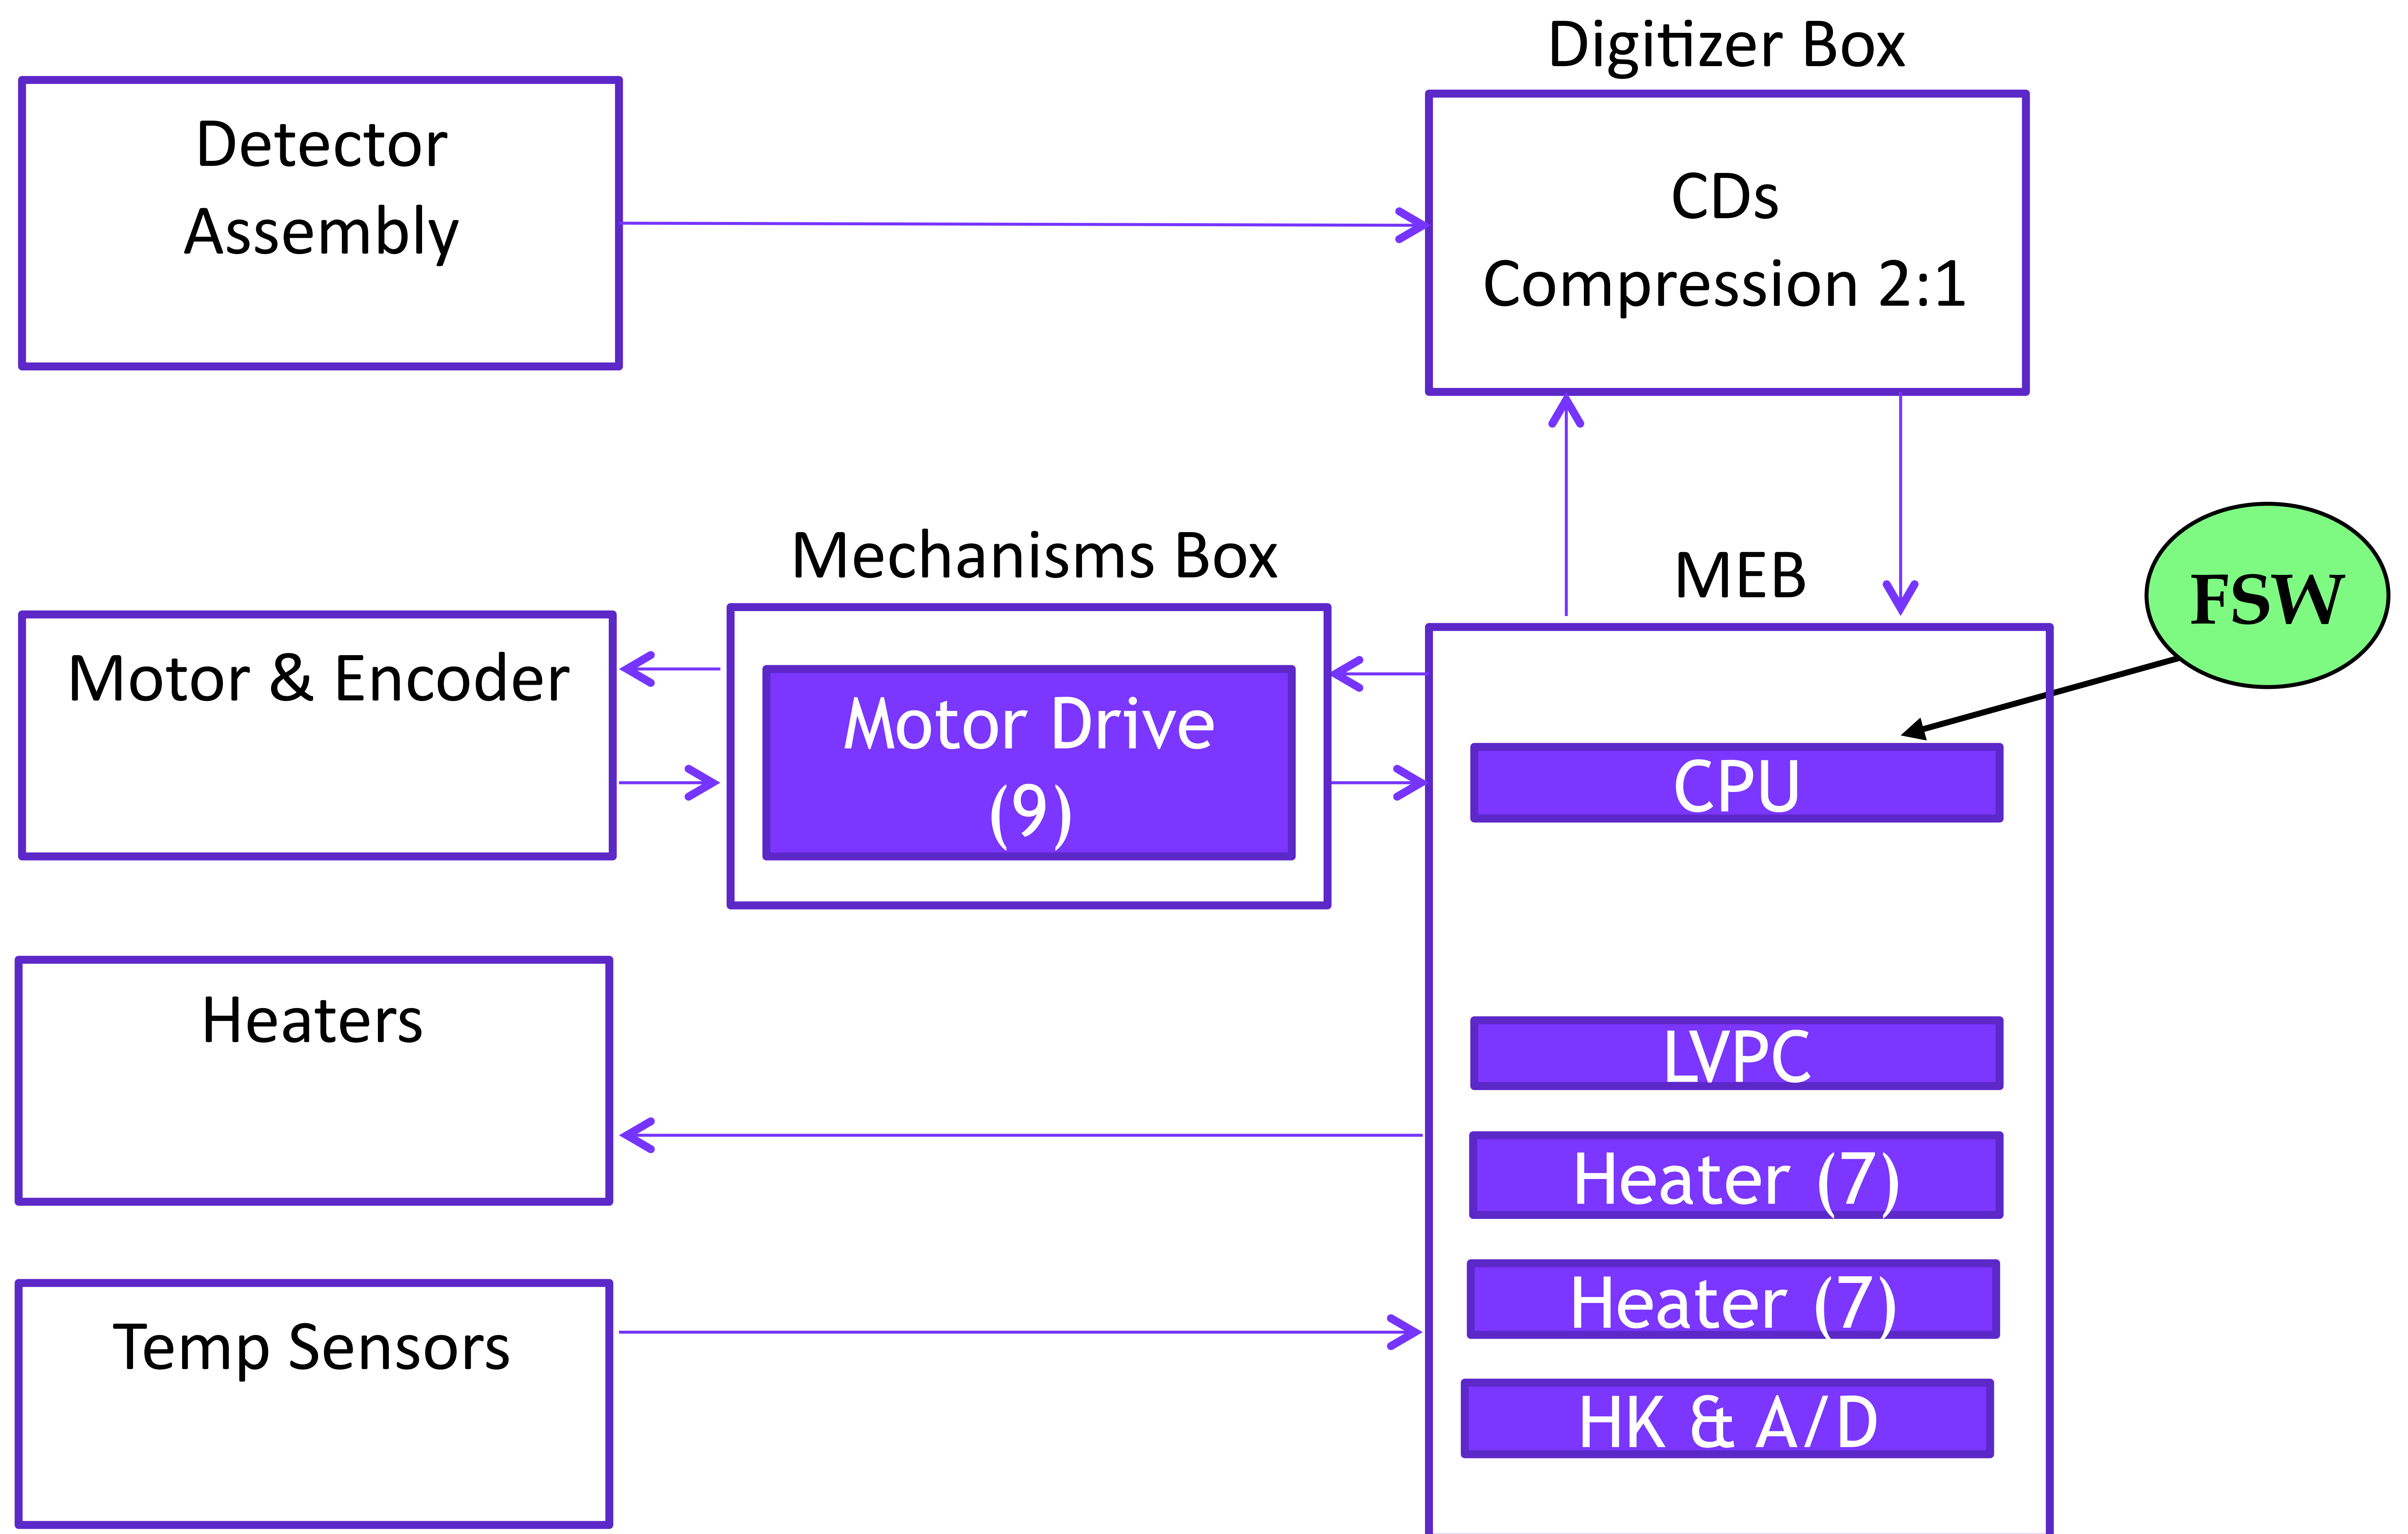 Digitizer Box
Detector
Assembly
CDs
Compression 2:1
Mechanisms Box
MEB
FSW
Motor & Encoder
Motor Drive
(9)
CPU
Heaters
LVPC
Heater (7)
Temp Sensors
Heater (7)
HK & A/D